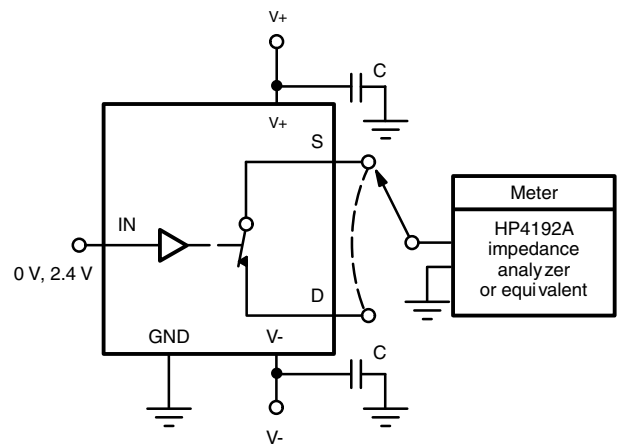 V+
C
V+
S
Meter
IN
HP4192A
impedance
analyzer
or equivalent
0 V, 2.4 V
D
GND
V-
C
V-